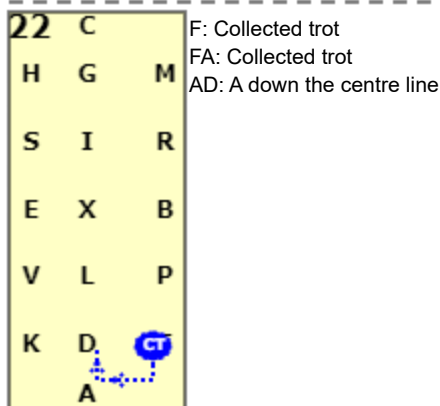 22 C
F: Collected trot
H G M
FA: Collected trot
AD: A down the centre line
S I R
E X B
V L P
K D CT
A